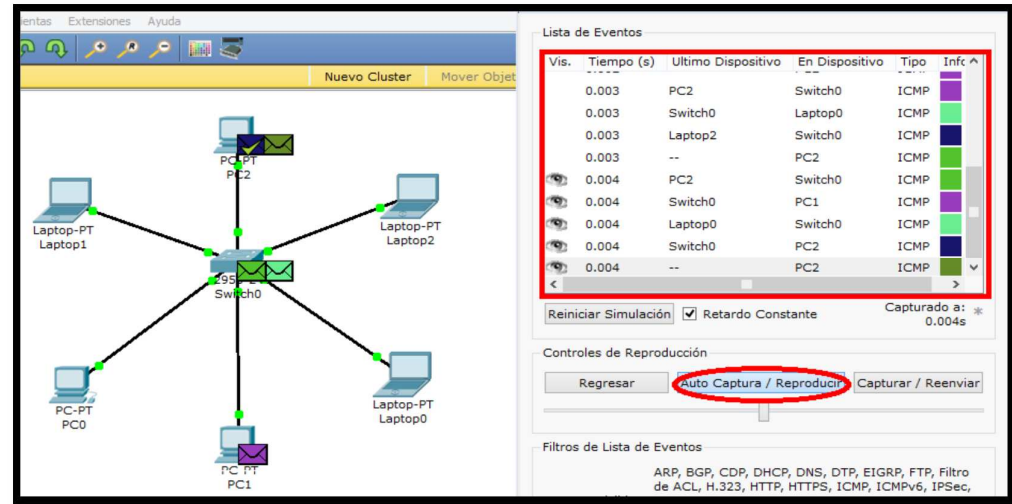 Extensiones Ayuda
Nuevo Cluster Mover Objet
PC-PT
PC2
Laptop-PT
Laptop1
Laptop-PT
Laptop2
Switch0
PC-PT
PC0
Laptop-PT
Laptop0
PC-PT
PC1
Lista de Eventos
Vis. Tiempo (s) Ultimo Dispositivo En Dispositivo Tipo Info
0.003 PC2 Switch0 ICMP
0.003 Switch0 Laptop0 ICMP
0.003 Laptop2 Switch0 ICMP
0.003 -- PC2 ICMP
0.004 PC2 Switch0 ICMP
0.004 Switch0 PC1 ICMP
0.004 Laptop0 Switch0 ICMP
0.004 Switch0 PC2 ICMP
0.004 -- PC2 ICMP
Reiniciar Simulación Retardo Constante Capturado a: *
0.004s
Controles de Reproducción
Regresar Auto Captura / Reproducir Capturar / Reenviar
Filtros de Lista de Eventos
ARP, BGP, CDP, DHCP, DNS, DTP, EIGRP, FTP, Filtro
de ACL, H.323, HTTP, HTTPS, ICMP, ICMPv6, IPSec,